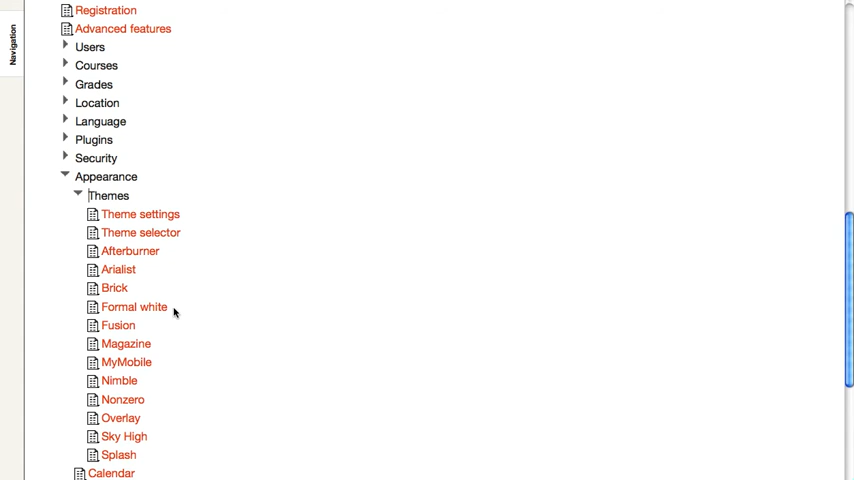 Navigation
Registration
Advanced features
Users
Courses
Grades
Location
Language
Plugins
Security
Appearance
Themes
Theme settings
Theme selector
Afterburner
Arialist
Brick
Formal white
Fusion
Magazine
MyMobile
Nimble
Nonzero
Overlay
Sky High
Splash
Calendar